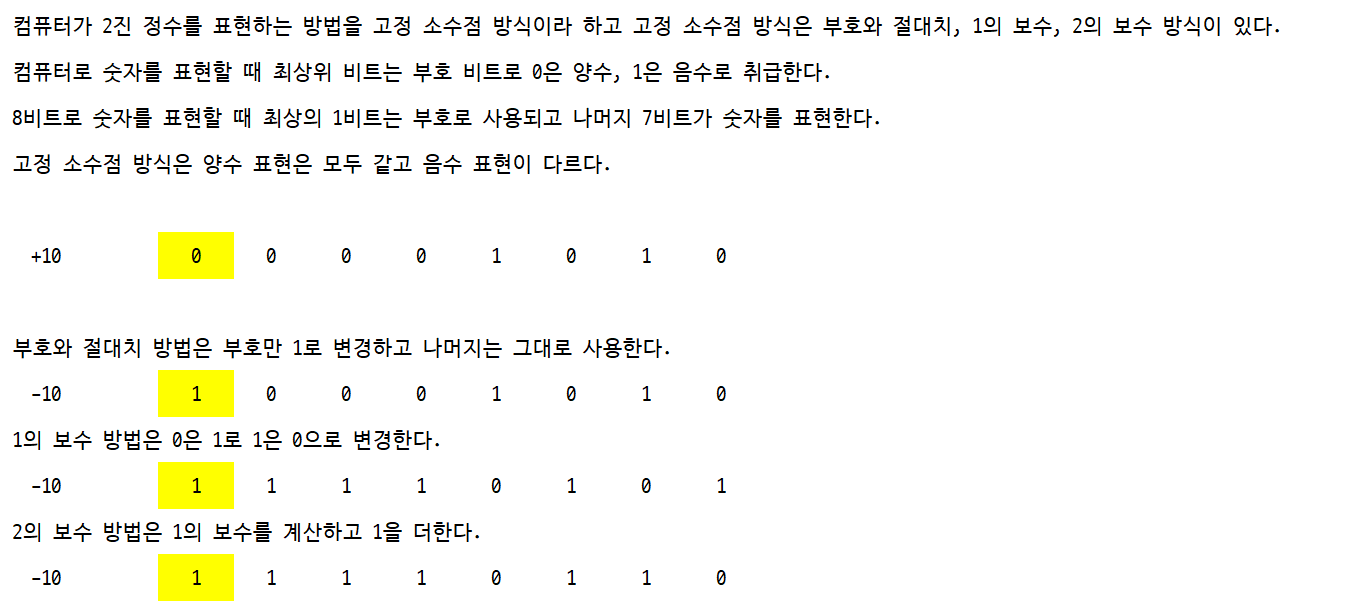 컴퓨터가 2진 정수를 표현하는 방법을 고정 소수점 방식이라 하고 고정 소수점 방식은 부호와 절대치, 1의 보수, 2의 보수 방식이 있다.
컴퓨터로 숫자를 표현할 때 최상위 비트는 부호 비트로 0은 양수, 1은 음수로 취급한다.
8비트로 숫자를 표현할 때 최상의 1비트는 부호로 사용되고 나머지 7비트가 숫자를 표현한다.
고정 소수점 방식은 양수 표현은 모두 같고 음수 표현이 다르다.
+10 0 0 0 0 1 0 1 0
부호와 절대치 방법은 부호만 1로 변경하고 나머지는 그대로 사용한다.
-10 1 0 0 0 1 0 1 0
1의 보수 방법은 0은 1로 1은 0으로 변경한다.
-10 1 1 1 1 0 1 0 1
2의 보수 방법은 1의 보수를 계산하고 1을 더한다.
-10 1 1 1 1 0 1 1 0